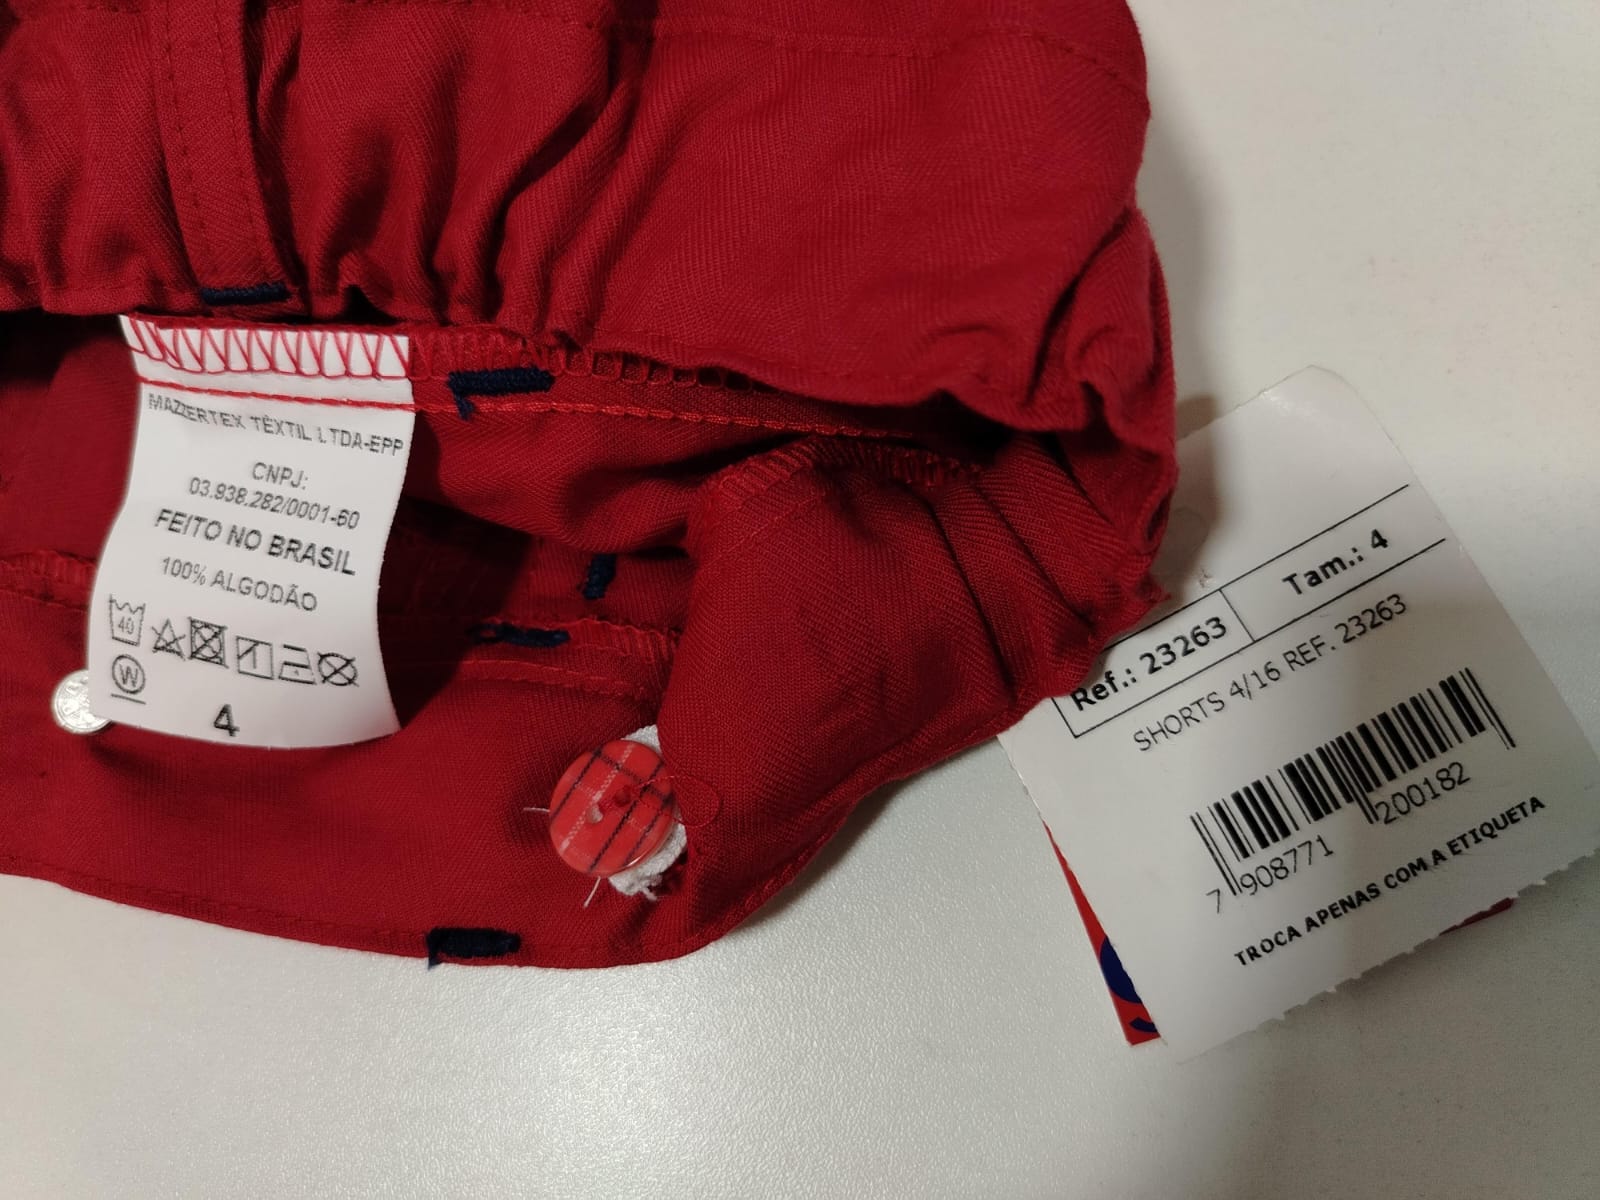 MAZZERTEX TÊXTIL LTDA-EPP
CNPJ:
03.938.282/0001-60
FEITO NO BRASIL
100% ALGODÃO
40
W
4
Ref.: 23263
Tam.: 4
SHORTS 4/16 REF. 23263
7 908771 200182
TROCA APENAS COM A ETIQUETA